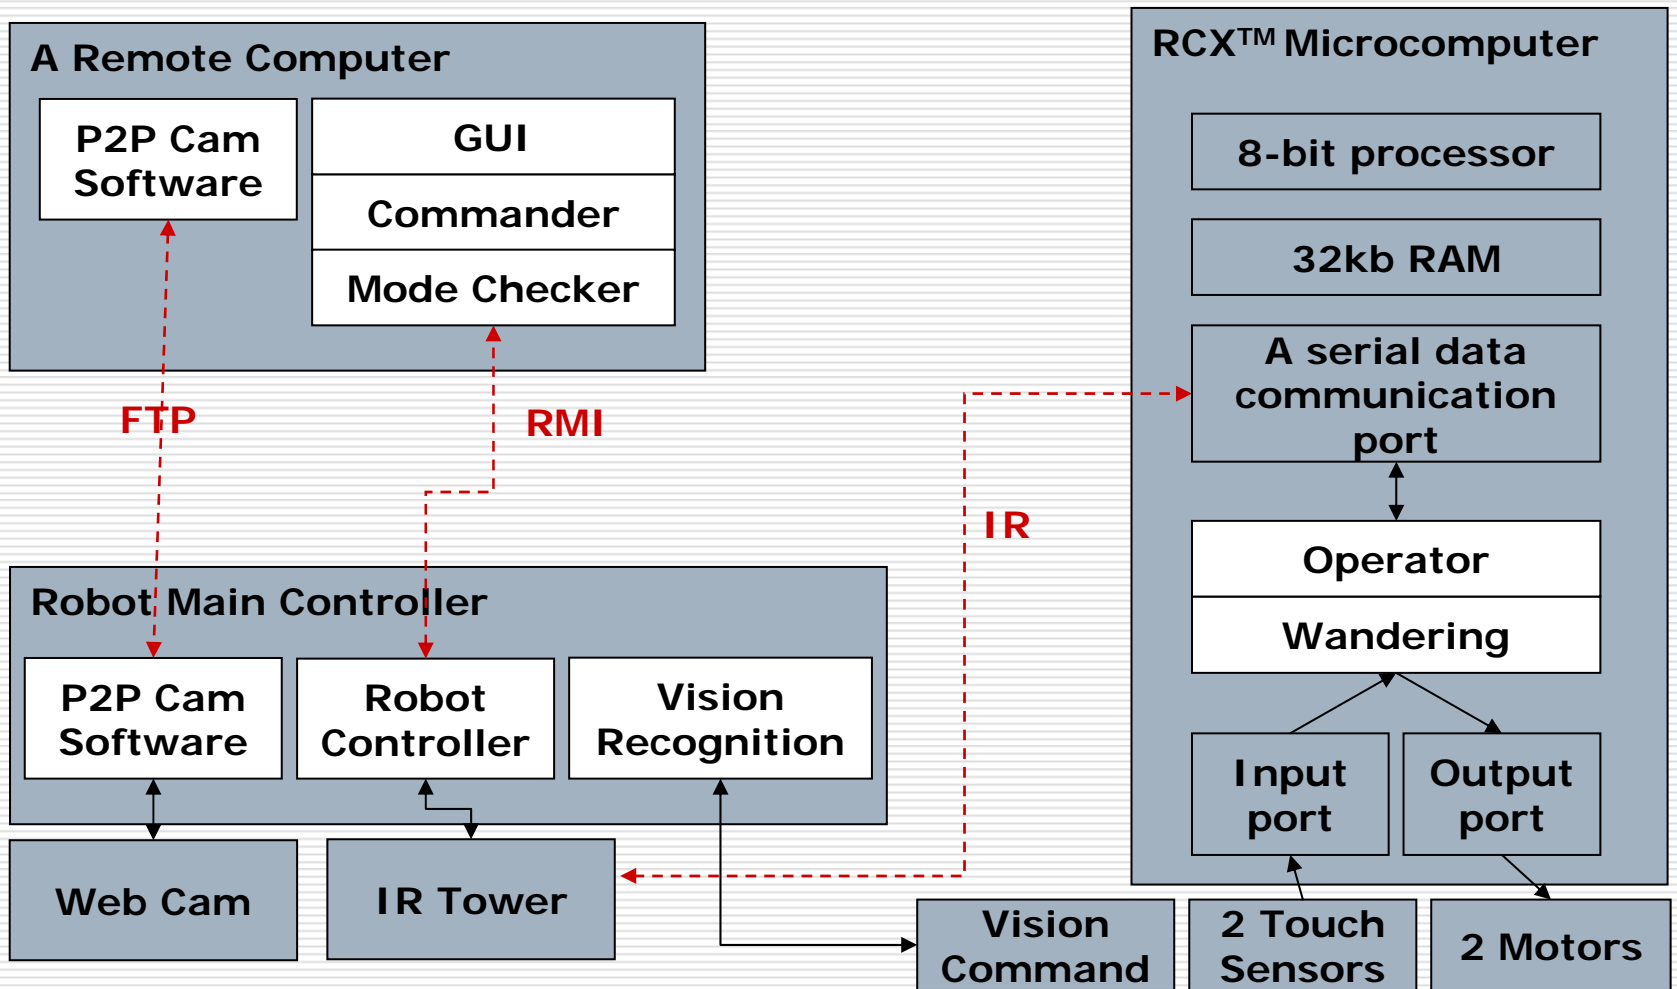 A Remote Computer
P2P Cam
Software
GUI
Commander
Mode Checker
FTP
RMI
IR
Robot Main Controller
P2P Cam
Software
Robot
Controller
Vision
Recognition
Web Cam
IR Tower
Vision
Command
RCX™ Microcomputer
8-bit processor
32kb RAM
A serial data
communication
port
Operator
Wandering
Input
port
Output
port
2 Touch
Sensors
2 Motors